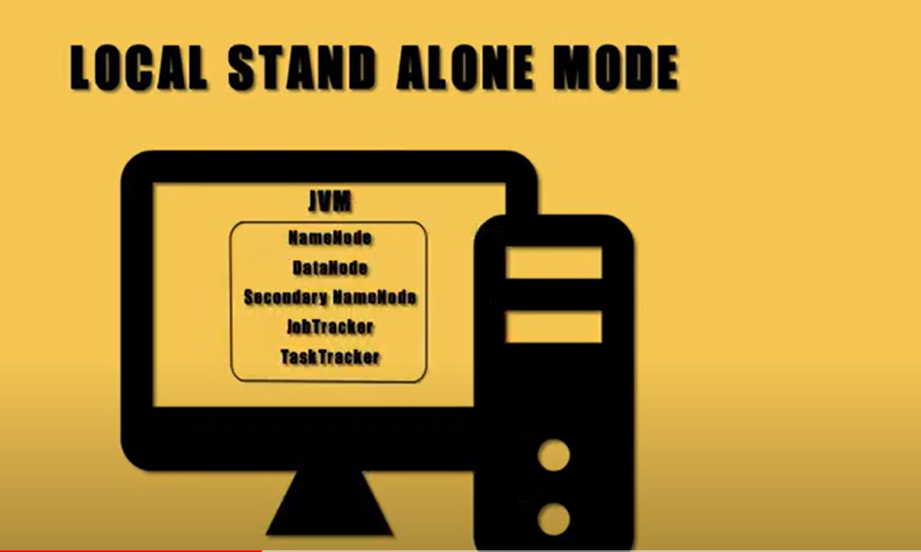 LOCAL STAND ALONE MODE
JVM
NameNode
DataNode
Secondary NameNode
JobTracker
TaskTracker